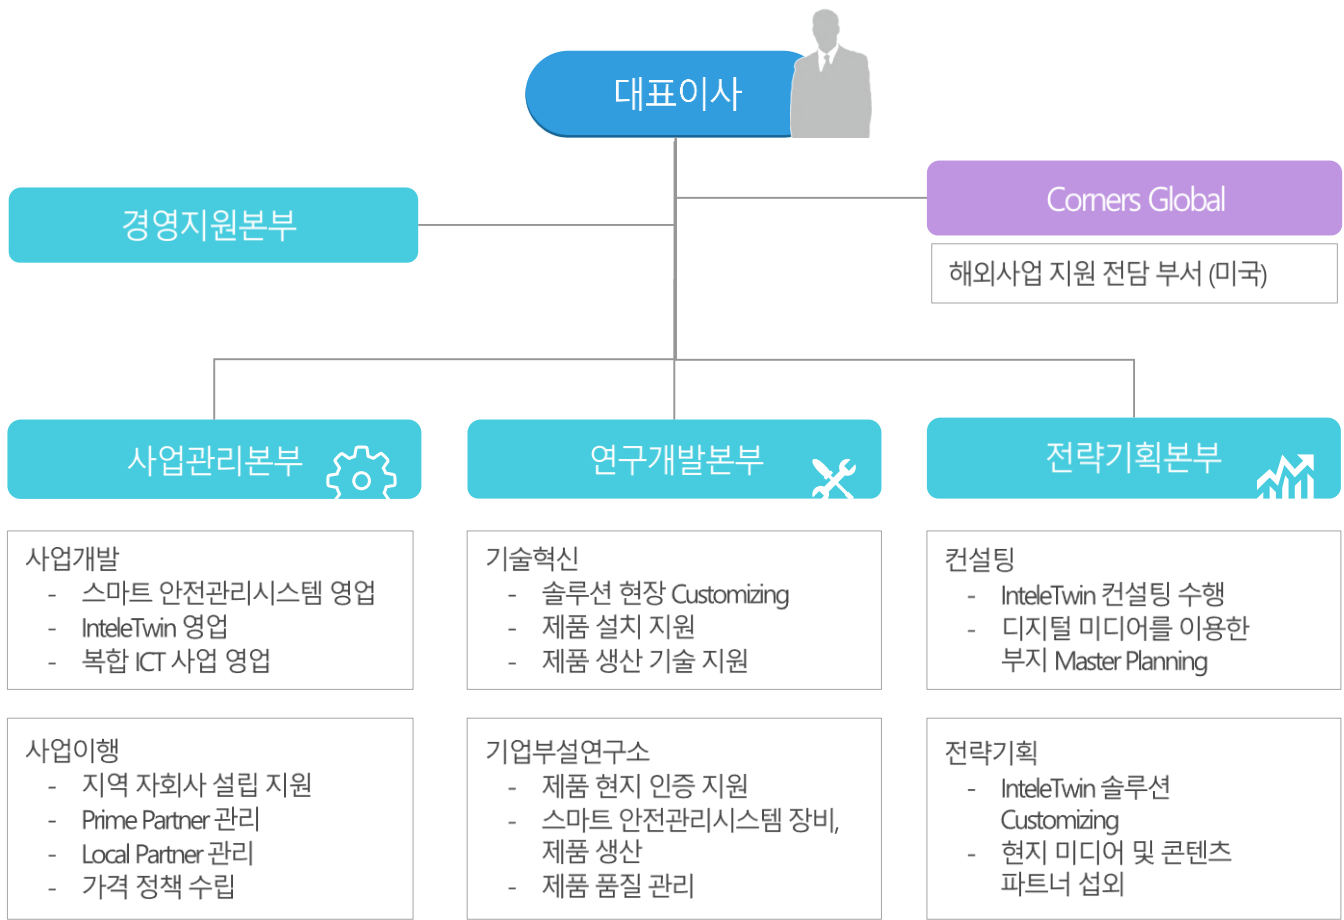 대표이사
경영지원본부
Corners Global
해외사업 지원 전담 부서 (미국)
사업관리본부
사업개발
- 스마트 안전관리시스템 영업
- InteleTwin 영업
- 복합 ICT 사업 영업
사업이행
- 지역 자회사 설립 지원
- Prime Partner 관리
- Local Partner 관리
- 가격 정책 수립
연구개발본부
기술혁신
- 솔루션 현장 Customizing
- 제품 설치 지원
- 제품 생산 기술 지원
기업부설연구소
- 제품 현지 인증 지원
- 스마트 안전관리시스템 장비,
제품 생산
- 제품 품질 관리
전략기획본부
컨설팅
- InteleTwin 컨설팅 수행
- 디지털 미디어를 이용한
부지 Master Planning
전략기획
- InteleTwin 솔루션
Customizing
- 현지 미디어 및 콘텐츠
파트너 섭외